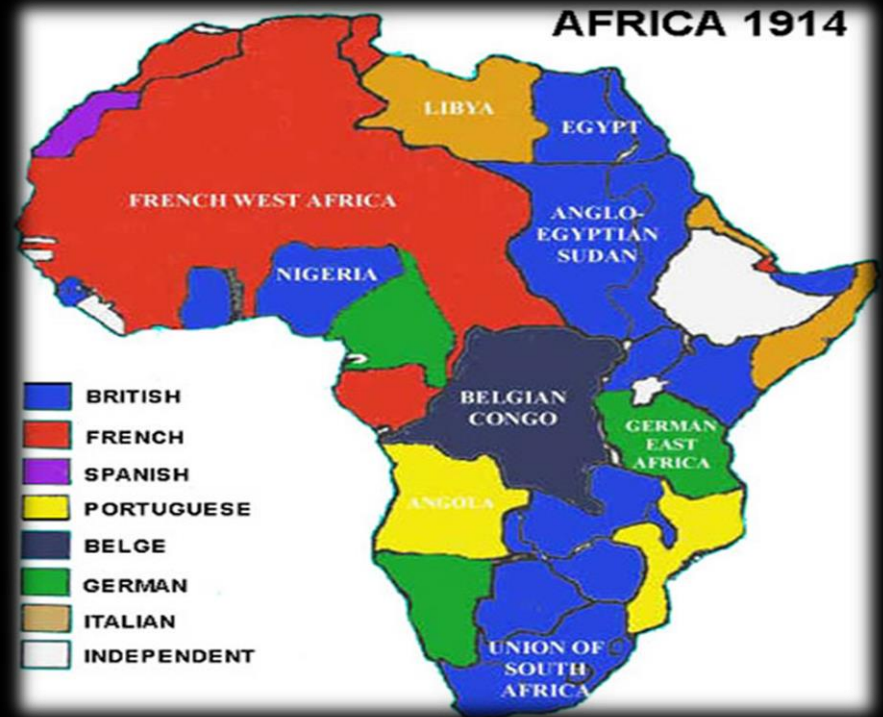 AFRICA 1914
LIBYA
EGYPT
FRENCH WEST AFRICA
ANGLO-
EGYPTIAN
SUDAN
NIGERIA
BELGIAN
CONGO
GERMAN
EAST
AFRICA
ANGOLA
UNION OF
SOUTH
AFRICA
BRITISH
FRENCH
SPANISH
PORTUGUESE
BELGE
GERMAN
ITALIAN
INDEPENDENT